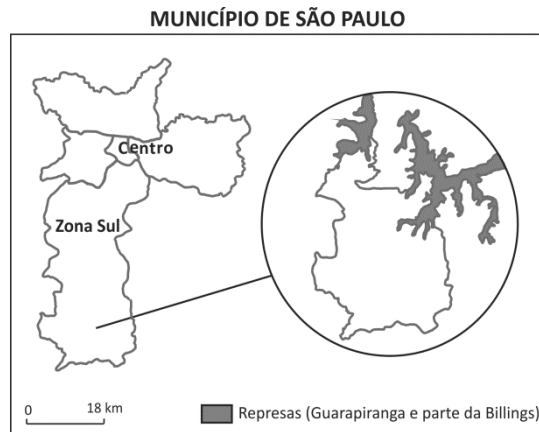 MUNICÍPIO DE SÃO PAULO
Centro
Zona Sul
0 18 km
Represas (Guarapiranga e parte da Billings)